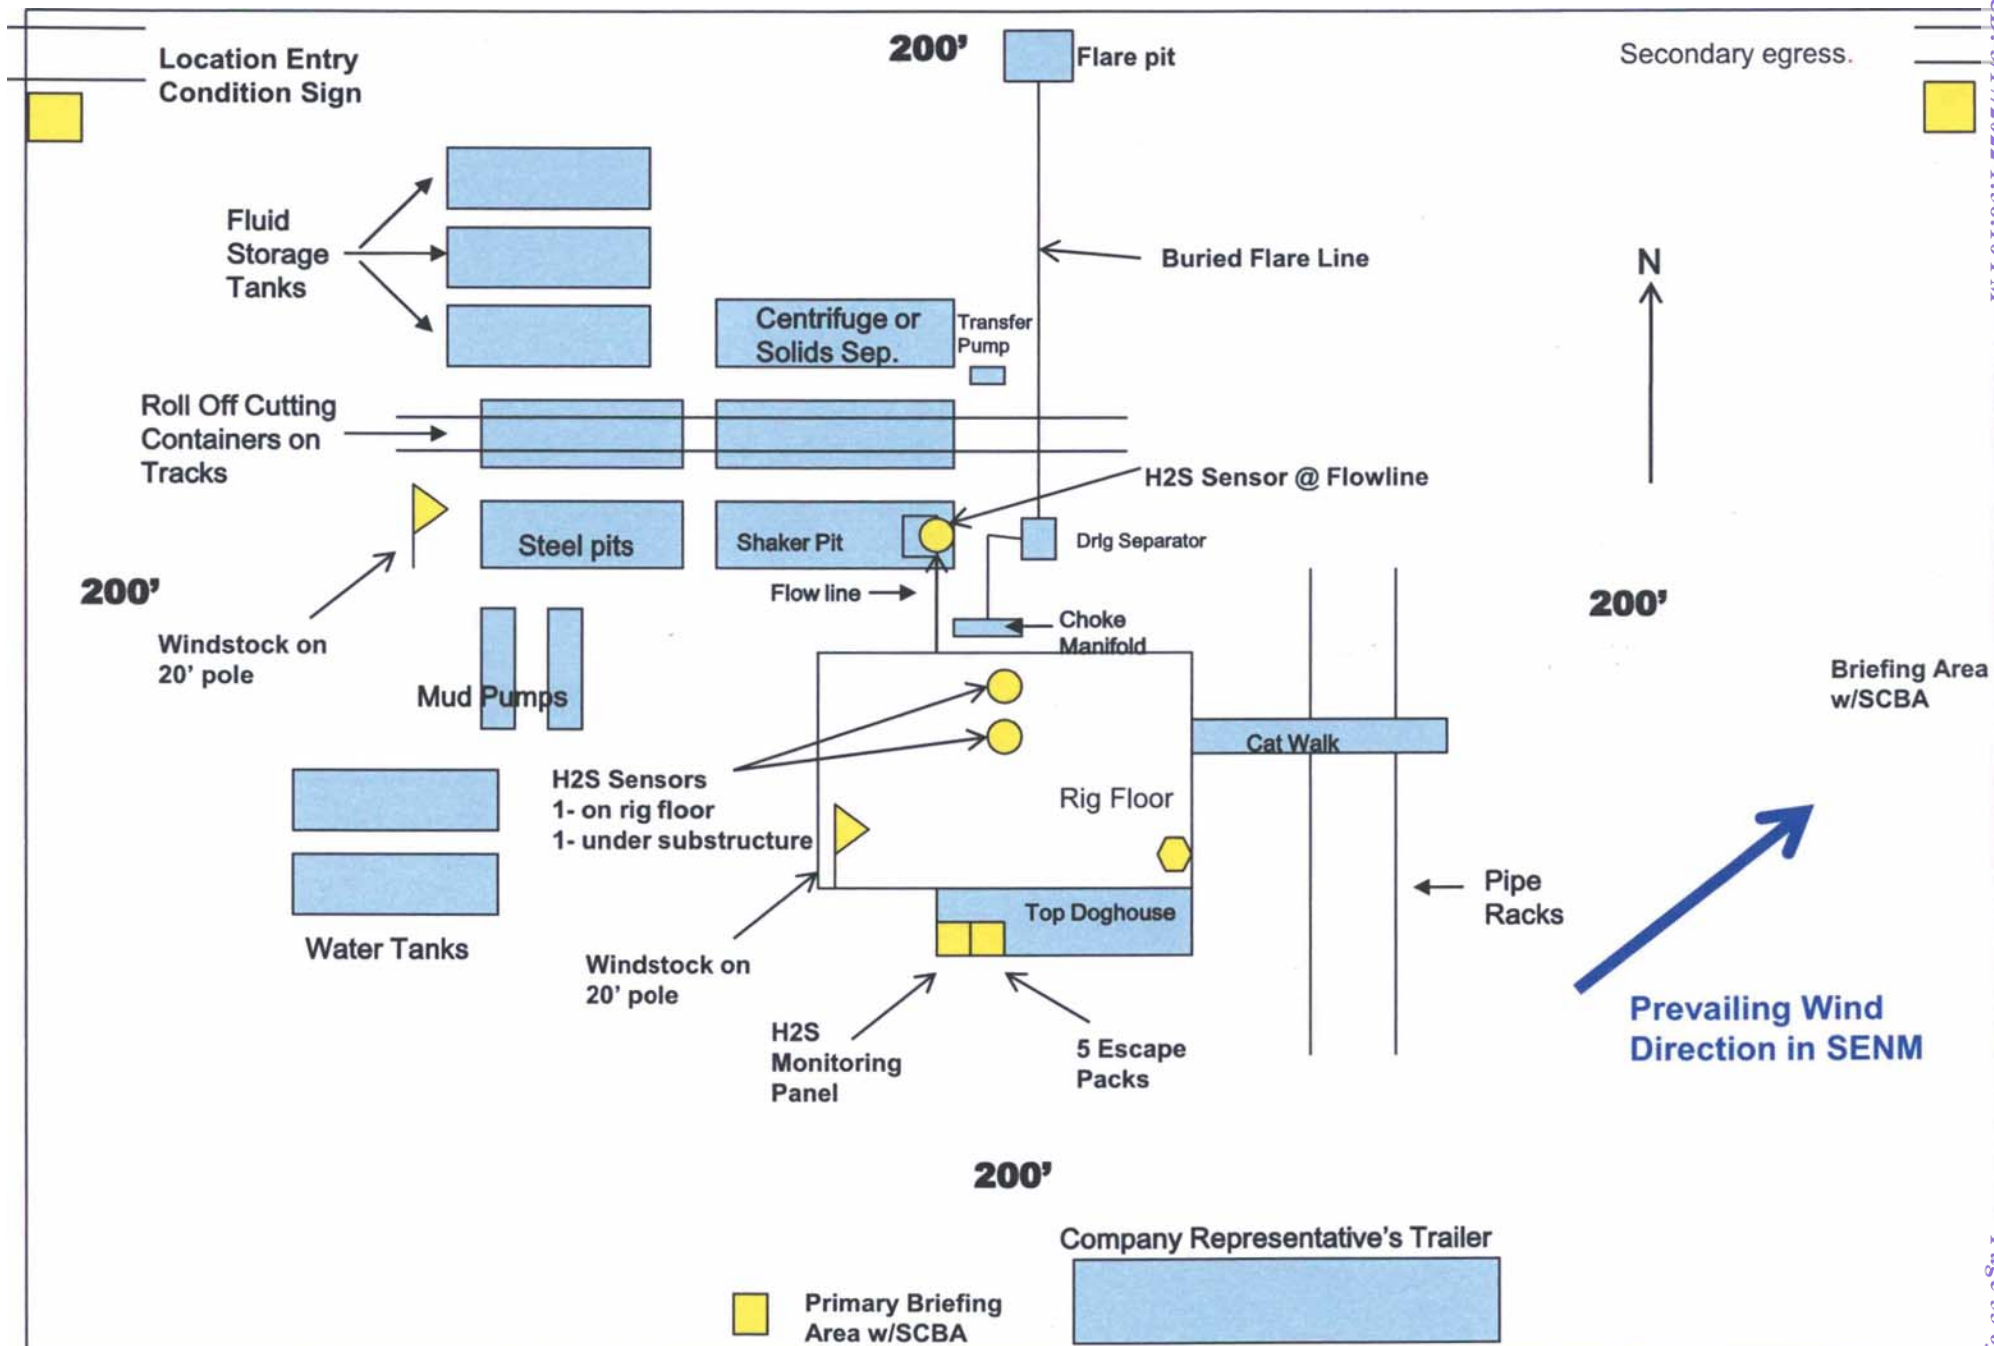 Location Entry
Condition Sign
200’
Flare pit
Secondary egress.
Fluid
Storage
Tanks
Buried Flare Line
N
Centrifuge or
Solids Sep.
Transfer
Pump
Roll Off Cutting
Containers on
Tracks
H2S Sensor @ Flowline
Steel pits
Shaker Pit
Drlg Separator
200’
Flow line
200’
Windstock on
20’ pole
Choke
Manifold
Briefing Area
w/SCBA
Mud Pumps
Cat Walk
H2S Sensors
1- on rig floor
1- under substructure
Rig Floor
Pipe
Racks
Top Doghouse
Water Tanks
Windstock on
20’ pole
Prevailing Wind
Direction in SENM
H2S
Monitoring
Panel
5 Escape
Packs
200’
Company Representative’s Trailer
Primary Briefing
Area w/SCBA